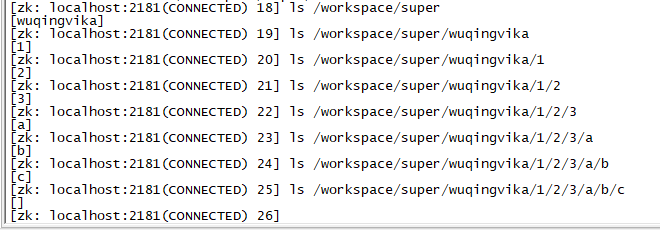 [zk: localhost:2181(CONNECTED) 18] ls /workspace/super
[wuqingvika]
[zk: localhost:2181(CONNECTED) 19] ls /workspace/super/wuqingvika
[1]
[zk: localhost:2181(CONNECTED) 20] ls /workspace/super/wuqingvika/1
[2]
[zk: localhost:2181(CONNECTED) 21] ls /workspace/super/wuqingvika/1/2
[3]
[zk: localhost:2181(CONNECTED) 22] ls /workspace/super/wuqingvika/1/2/3
[a]
[zk: localhost:2181(CONNECTED) 23] ls /workspace/super/wuqingvika/1/2/3/a
[b]
[zk: localhost:2181(CONNECTED) 24] ls /workspace/super/wuqingvika/1/2/3/a/b
[c]
[zk: localhost:2181(CONNECTED) 25] ls /workspace/super/wuqingvika/1/2/3/a/b/c
[]
[zk: localhost:2181(CONNECTED) 26]